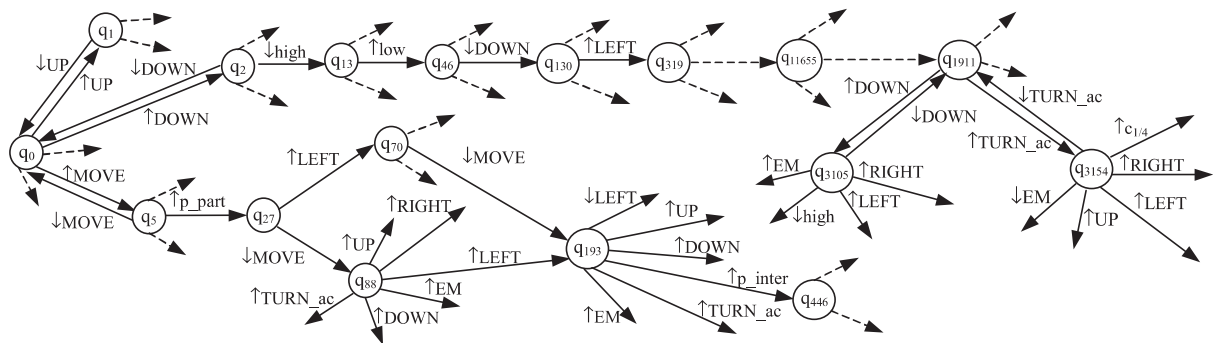 q1
↓UP
↑UP
↓DOWN
↑DOWN
q2
↓high
q13
↑low
q46
↓DOWN
q130
↑LEFT
q319
q11655
q1911
↑DOWN
↓DOWN
↓TURN_ac
↑TURN_ac
q0
↑MOVE
↓MOVE
q5
↑p_part
q27
↑LEFT
q70
↓MOVE
↓MOVE
q88
↑RIGHT
↑UP
↑LEFT
↑TURN_ac
↑EM
↑DOWN
q193
↓LEFT
↑UP
↑DOWN
↑p_inter
↑TURN_ac
↑EM
q446
q3105
↑EM
↑RIGHT
↑LEFT
↓high
q3154
↑c1/4
↑RIGHT
↓EM
↑UP
↑LEFT